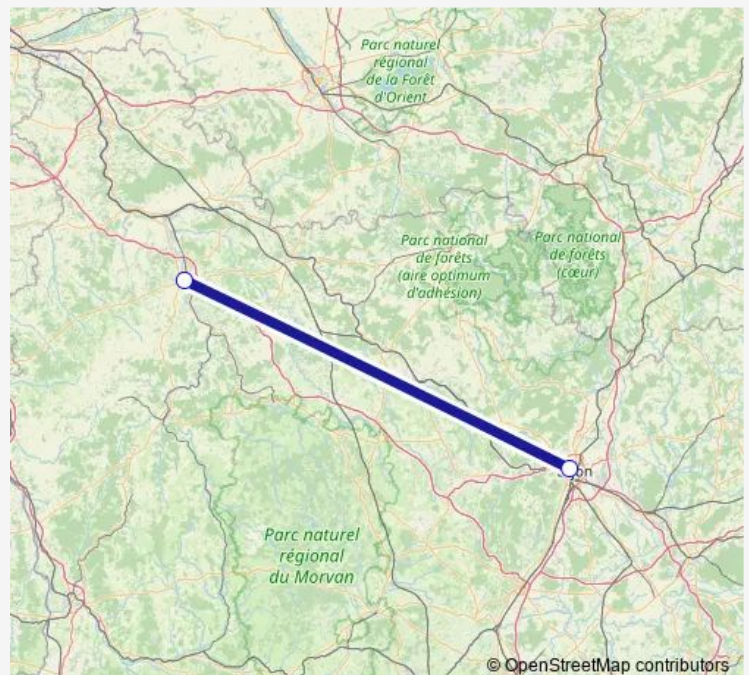 Parc naturel
régional
de la Forêt
d'Orient
Parc national
de forêts
(aire optimum
d'adhésion)
Parc national
de forêts
(cœur)
Parc naturel
régional
du Morvan
© OpenStreetMap contributors